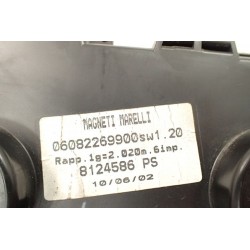 MAGNETI MARELLI
06082269900sw1.20
Rapp.1g=2.020m.6imp.
8124586 PS
10/06/02